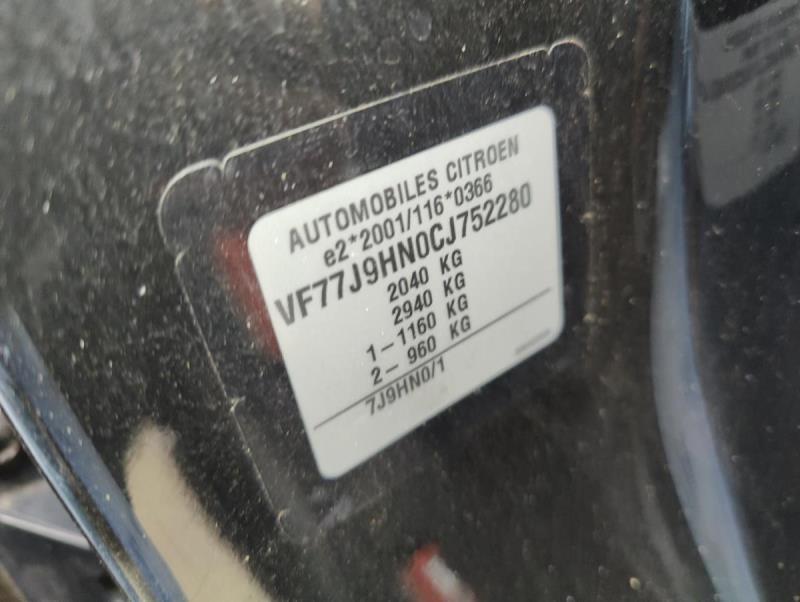 AUTOMOBILES CITROEN
e2*2001/116*0366
VF77J9HN0CJ752280
2040 KG
2940 KG
1-1160 KG
2- 960 KG
7J9HN0/1